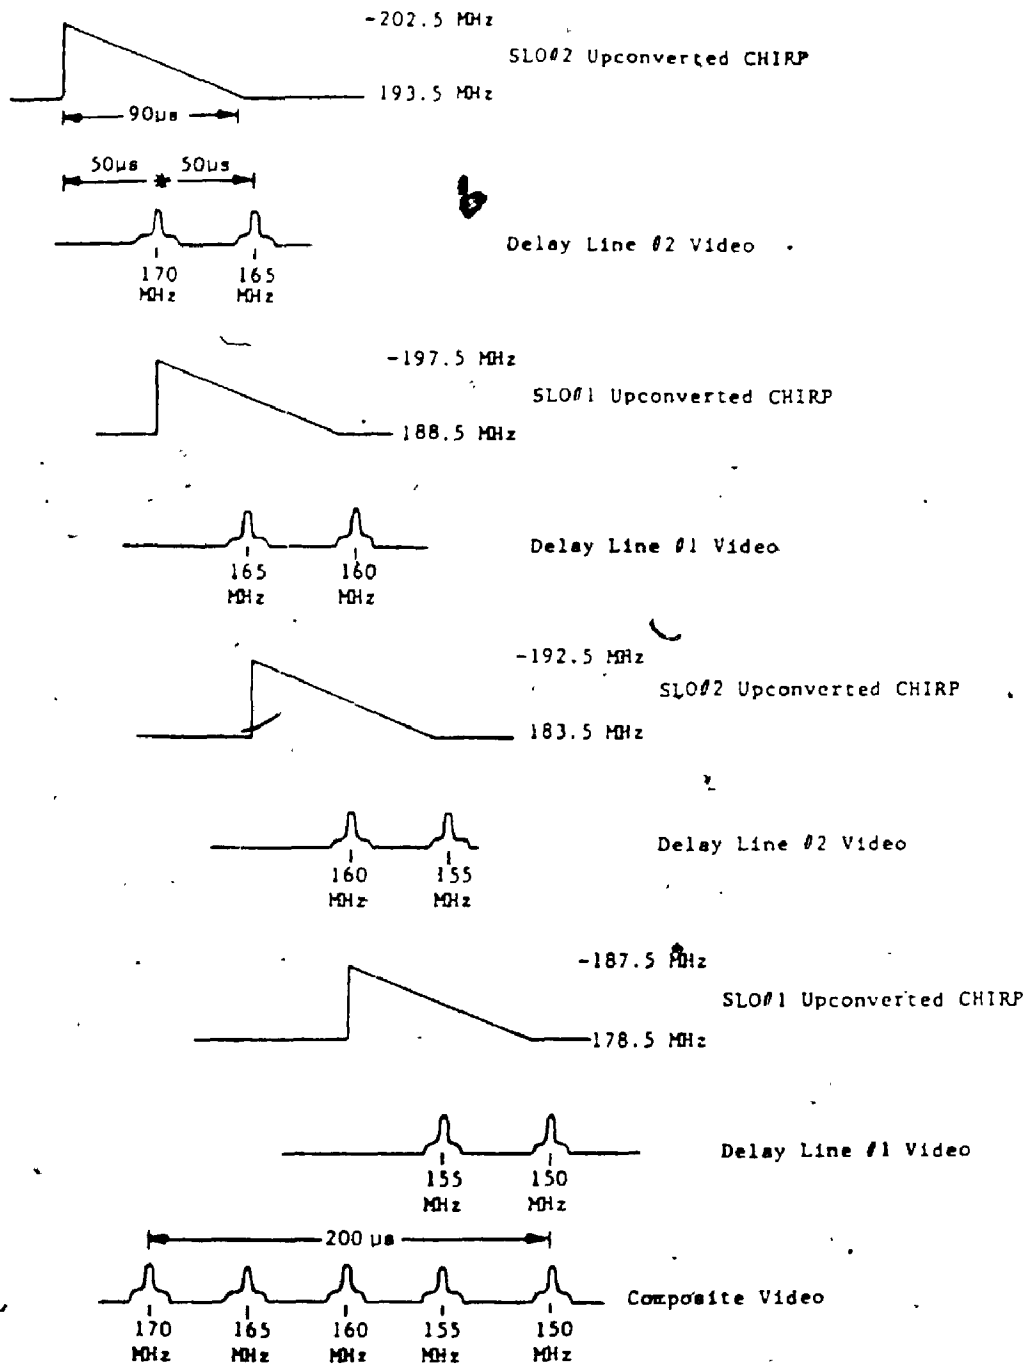 -202.5 MHz
SLO#2 Upconverted CHIRP
193.5 MHz
90µs
50µs * 50µs
Delay Line #2 Video
170 165
MHz MHz
-197.5 MHz
SLO#1 Upconverted CHIRP
188.5 MHz
Delay Line #1 Video
165 160
MHz MHz
-192.5 MHz
SLO#2 Upconverted CHIRP
183.5 MHz
Delay Line #2 Video
160 155
MHz MHz
-187.5 MHz
SLO#1 Upconverted CHIRP
178.5 MHz
Delay Line #1 Video
155 150
MHz MHz
200 µs
Composite Video
170 165 160 155 150
MHz MHz MHz MHz MHz